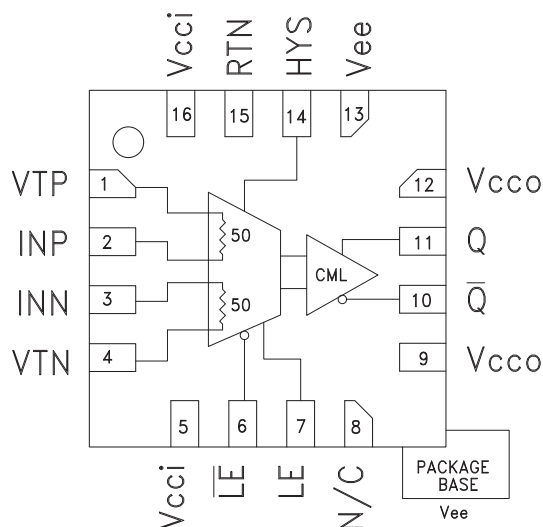 Vcci
RTN
HYS
Vee
16
15
14
13
VTP
1
12
Vcco
INP
2
50
11
Q
CML
INN
3
50
10
Q̅
VTN
4
9
Vcco
5
6
7
8
Vcci
L̅E̅
LE
N/C
PACKAGE
BASE
Vee